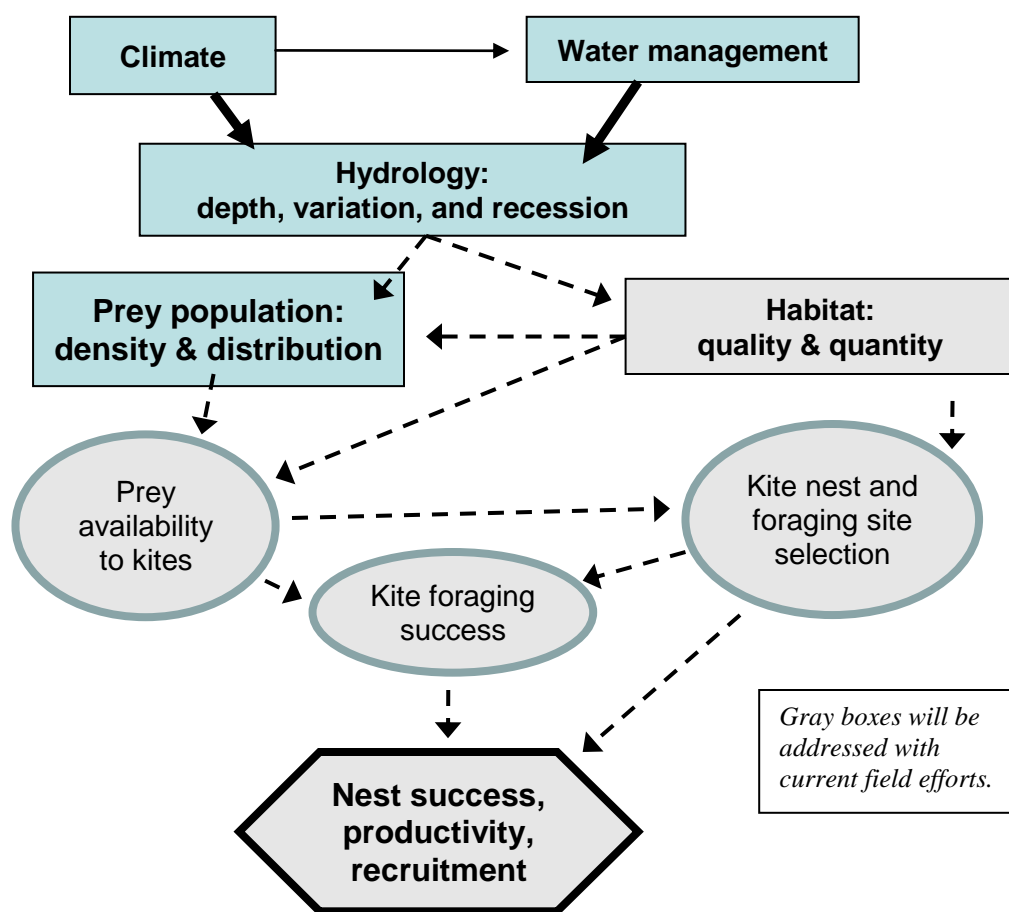 Climate
Water management
Hydrology:
depth, variation, and recession
Prey population:
density & distribution
Habitat:
quality & quantity
Prey
availability
to kites
Kite nest and
foraging site
selection
Kite foraging
success
Gray boxes will be
addressed with
current field efforts.
Nest success,
productivity,
recruitment